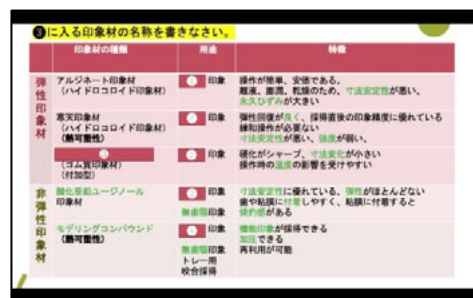 ❸に入る印象材の名称を書きなさい。
印象材の種類 用途 特徴
弾性印象材
アルジネート印象材
(ハイドロコロイド印象材)
❶ 印象
操作が簡単、安価である。
離液、膨潤、乾燥のため、寸法安定性が悪い、
永久ひずみが大きい
寒天印象材
(ハイドロコロイド印象材)
(熱可塑性)
❷ 印象
弾性回復が良く、採得直後の印象精度に優れている
練和操作が必要ない
寸法安定性が悪い、強度が弱い、
❸
(ゴム質印象材)
(付加型)
印象
硬化がシャープ、寸法変化が小さい
操作時の温度の影響を受けやすい
非弾性印象材
酸化亜鉛ユージノール
印象材
❷ 印象
無歯顎印象
寸法安定性に優れている、弾性がほとんどない
歯や粘膜に付着しやすく、粘膜に付着すると
灼熱感がある
モデリングコンパウンド
(熱可塑性)
❶ 印象
無歯顎印象
トレー用
咬合採得
機能印象が採得できる
加圧できる
再利用が可能